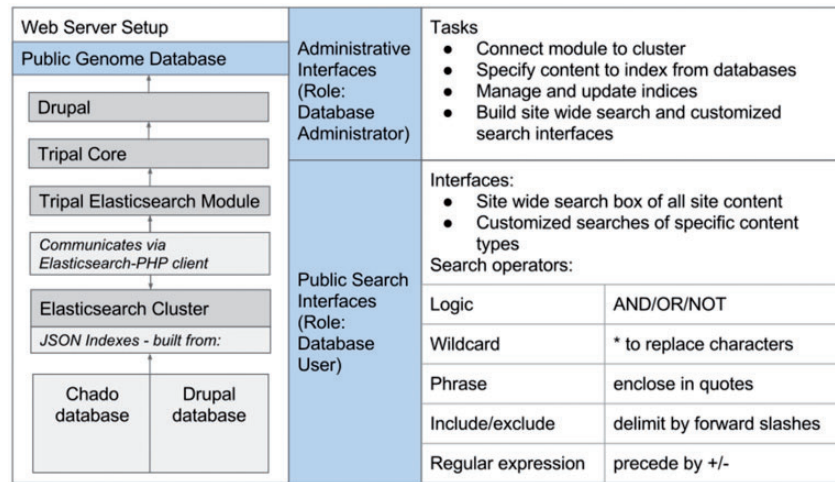 Web Server Setup
Public Genome Database
Drupal
Tripal Core
Tripal Elasticsearch Module
Communicates via
Elasticsearch-PHP client
Elasticsearch Cluster
JSON Indexes - built from:
Chado
database
Drupal
database
Administrative
Interfaces
(Role:
Database
Administrator)
Tasks
● Connect module to cluster
● Specify content to index from databases
● Manage and update indices
● Build site wide search and customized
search interfaces
Public Search
Interfaces
(Role:
Database
User)
Interfaces:
● Site wide search box of all site content
● Customized searches of specific content
types
Search operators:
Logic AND/OR/NOT
Wildcard * to replace characters
Phrase enclose in quotes
Include/exclude delimit by forward slashes
Regular expression precede by +/-